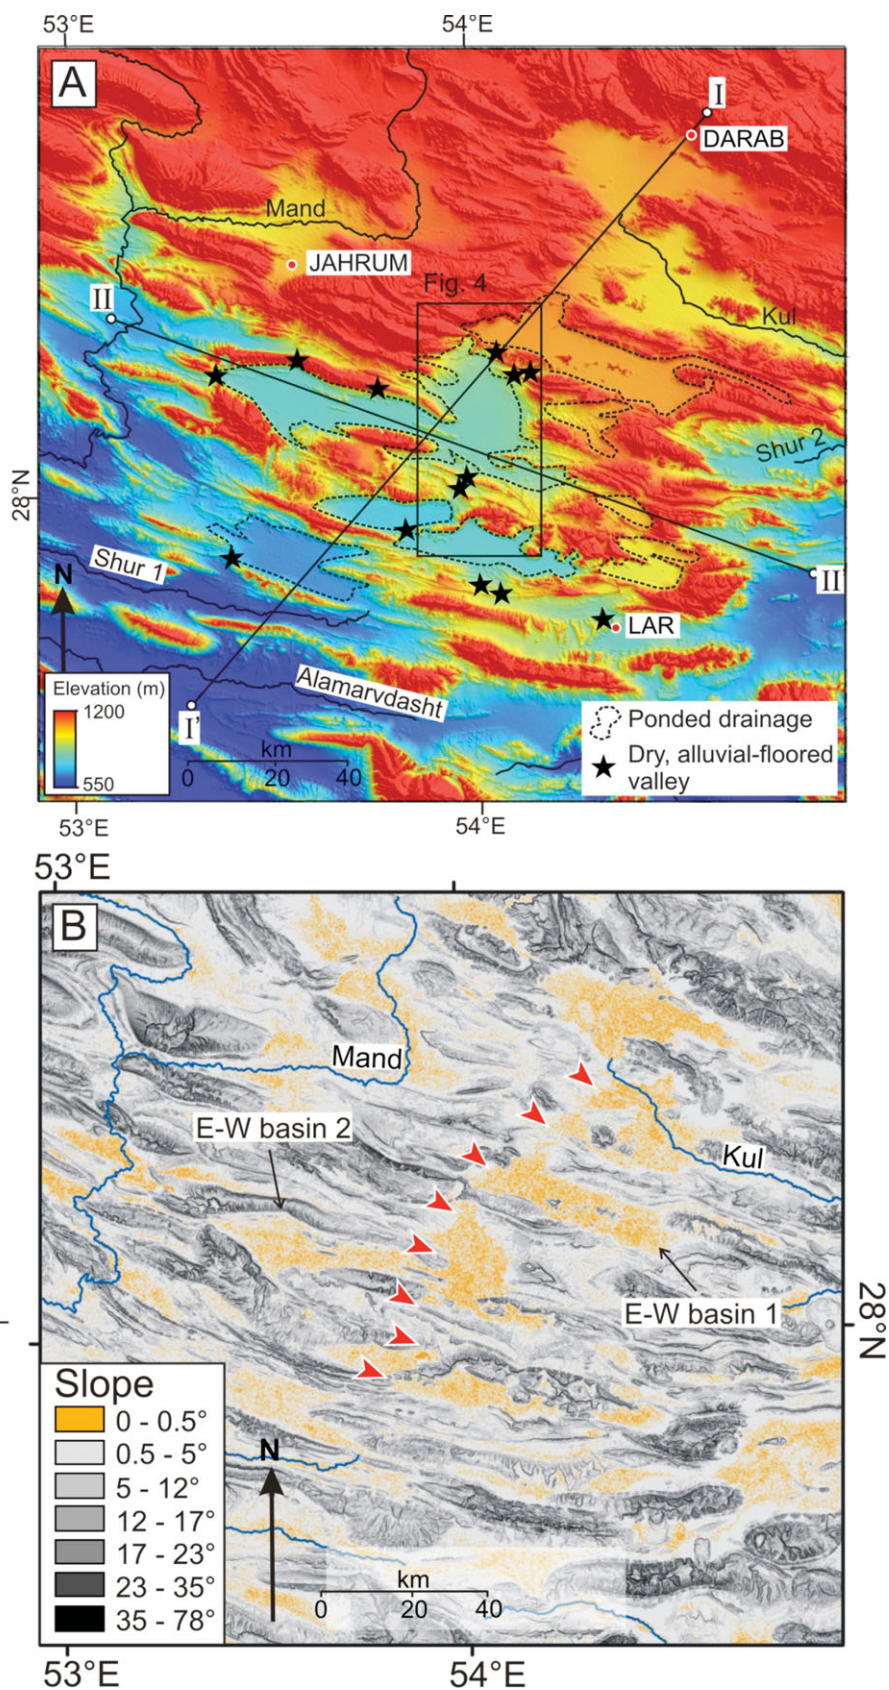 53°E
54°E
A
I
DARAB
Mand
JAHRUM
Fig. 4
II
Kul
Shur 2
28°N
Shur 1
N
II'
LAR
Alamarvdasht
Elevation (m)
1200
550
I'
km
0 20 40
Ponded drainage
Dry, alluvial-floored
valley
53°E
54°E
53°E
B
Mand
E-W basin 2
Kul
E-W basin 1
28°N
Slope
0 - 0.5°
0.5 - 5°
5 - 12°
12 - 17°
17 - 23°
23 - 35°
35 - 78°
N
km
0 20 40
53°E
54°E